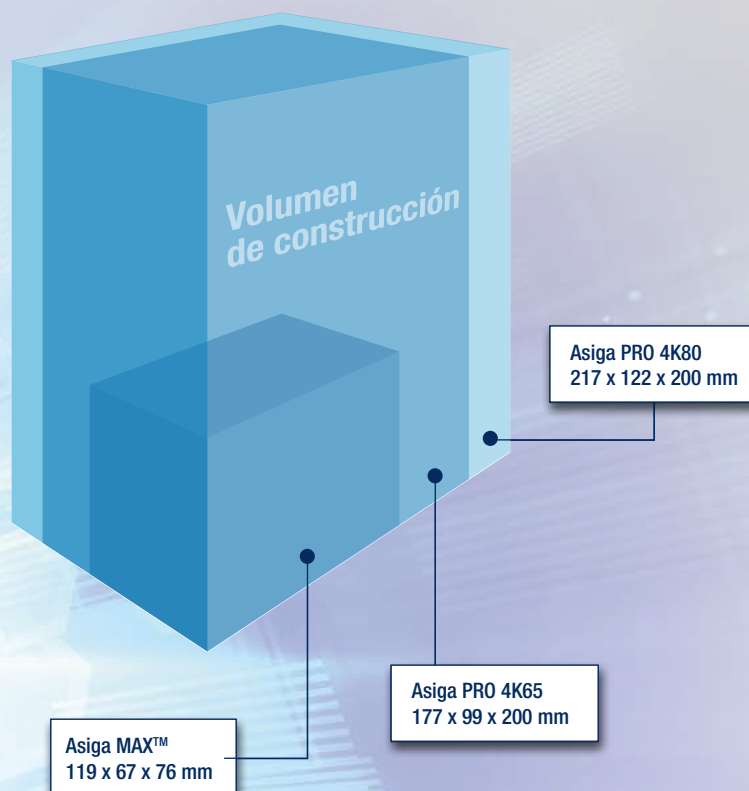 Volumen
de construcción
Asiga PRO 4K80
217 x 122 x 200 mm
Asiga PRO 4K65
177 x 99 x 200 mm
Asiga MAX™
119 x 67 x 76 mm